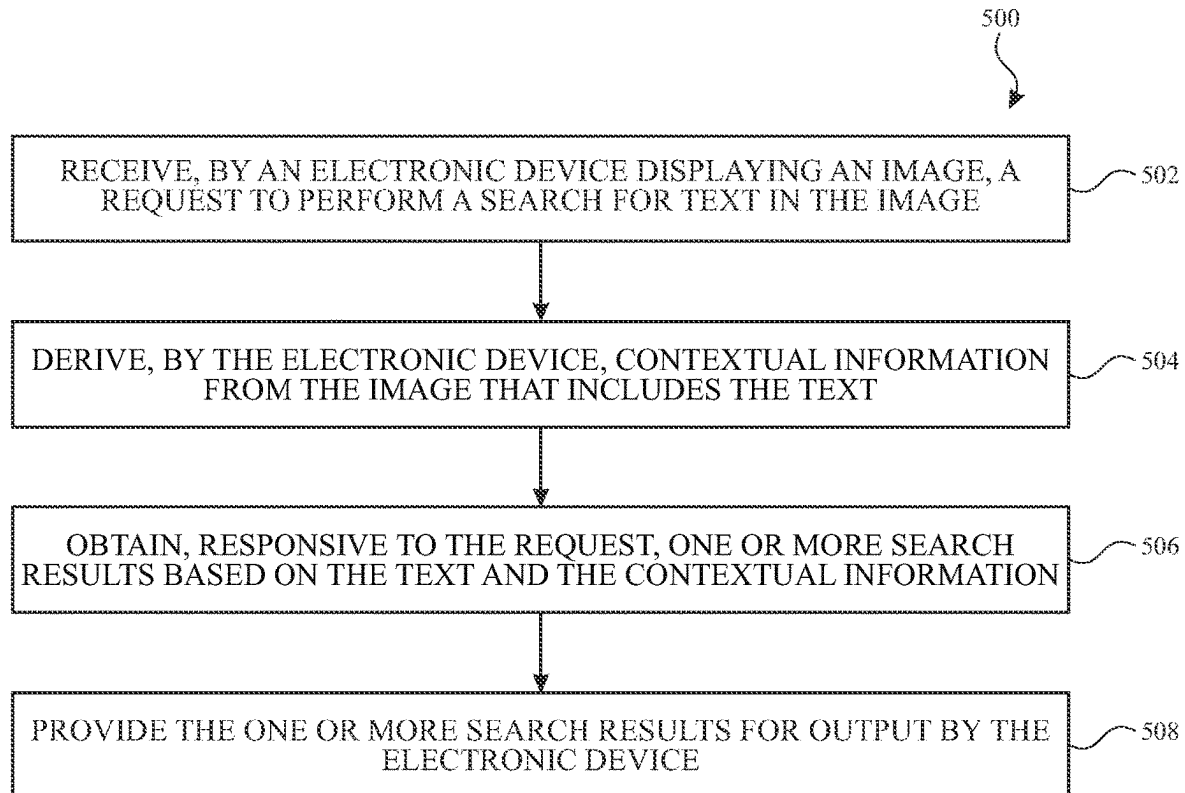 500
RECEIVE, BY AN ELECTRONIC DEVICE DISPLAYING AN IMAGE, A
REQUEST TO PERFORM A SEARCH FOR TEXT IN THE IMAGE
502
DERIVE, BY THE ELECTRONIC DEVICE, CONTEXTUAL INFORMATION
FROM THE IMAGE THAT INCLUDES THE TEXT
504
OBTAIN, RESPONSIVE TO THE REQUEST, ONE OR MORE SEARCH
RESULTS BASED ON THE TEXT AND THE CONTEXTUAL INFORMATION
506
PROVIDE THE ONE OR MORE SEARCH RESULTS FOR OUTPUT BY THE
ELECTRONIC DEVICE
508